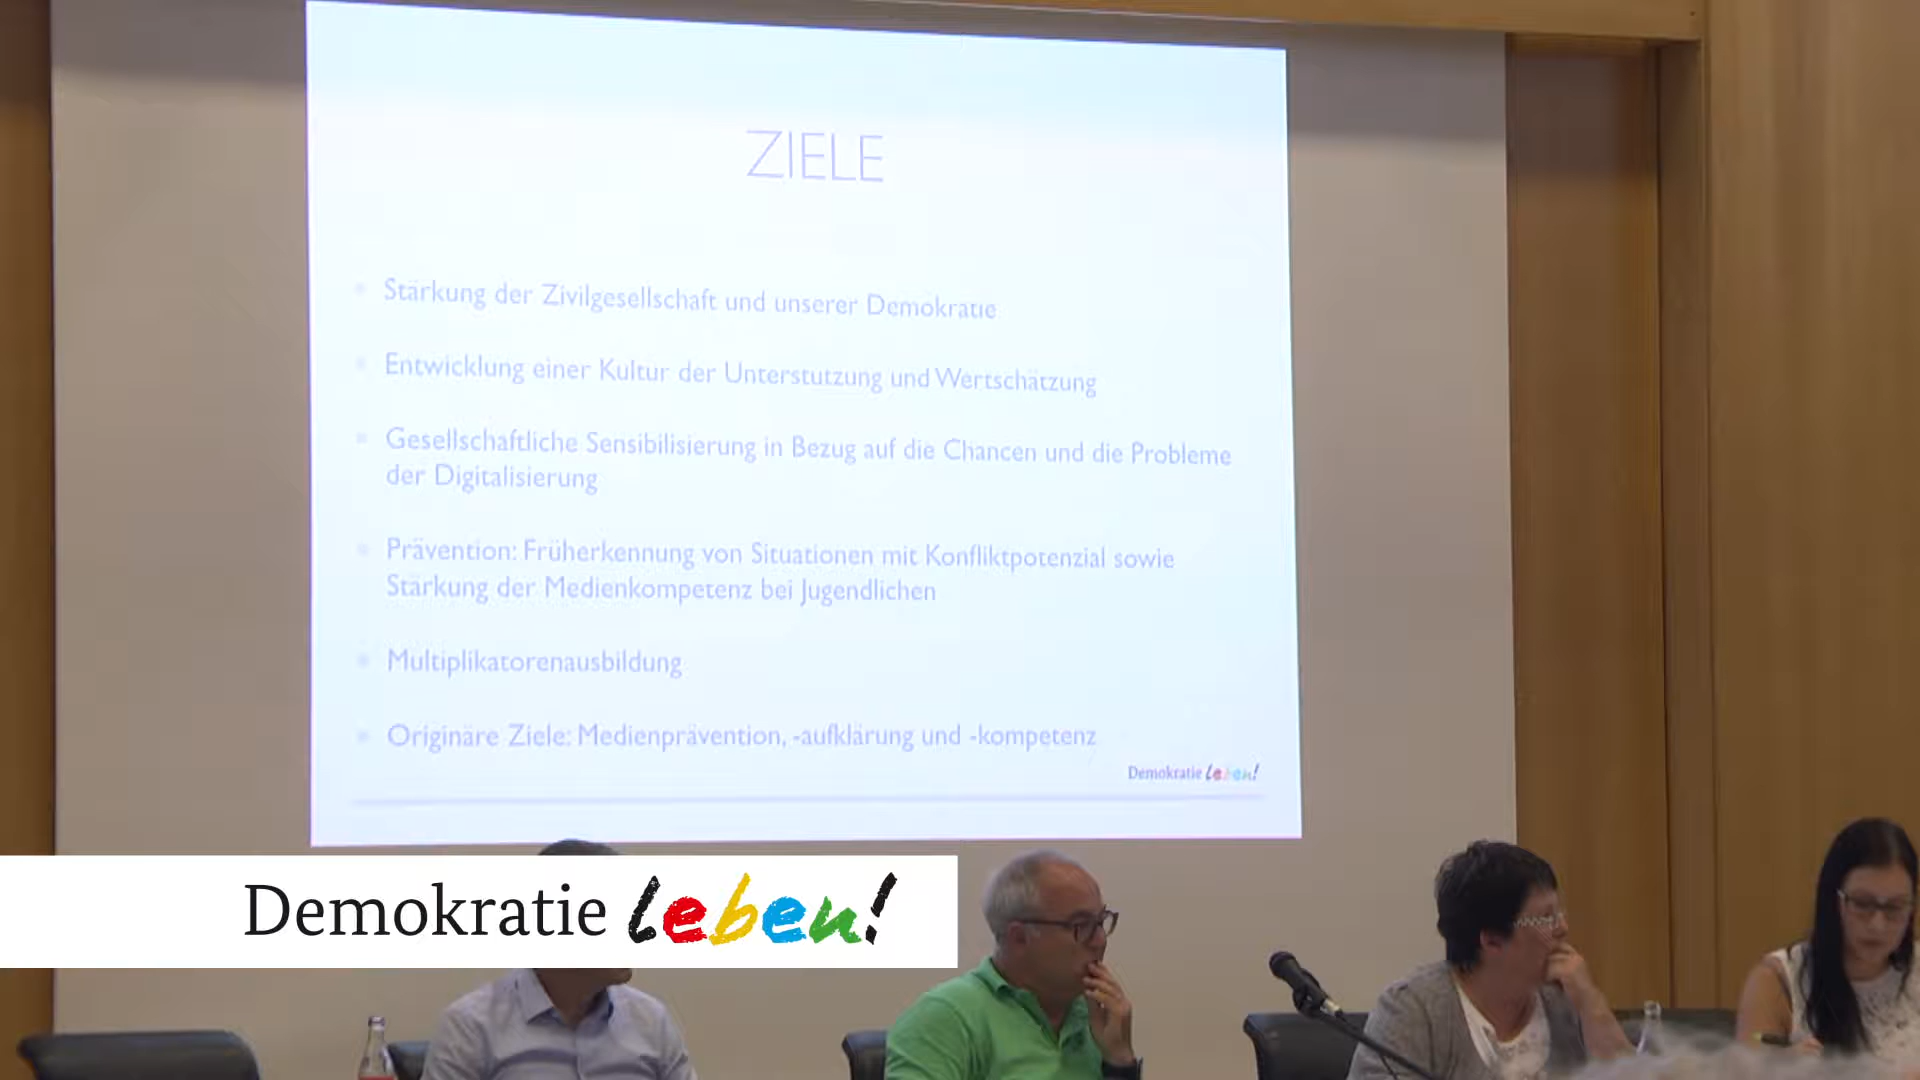 ZIELE
Stärkung der Zivilgesellschaft und unserer Demokratie
Entwicklung einer Kultur der Unterstützung und Wertschätzung
Gesellschaftliche Sensibilisierung in Bezug auf die Chancen und die Probleme
der Digitalisierung
Prävention: Früherkennung von Situationen mit Konfliktpotenzial sowie
Stärkung der Medienkompetenz bei Jugendlichen
Multiplikatorenausbildung
Originäre Ziele: Medienprävention, -aufklärung und -kompetenz
Demokratie leben!
Demokratie leben!